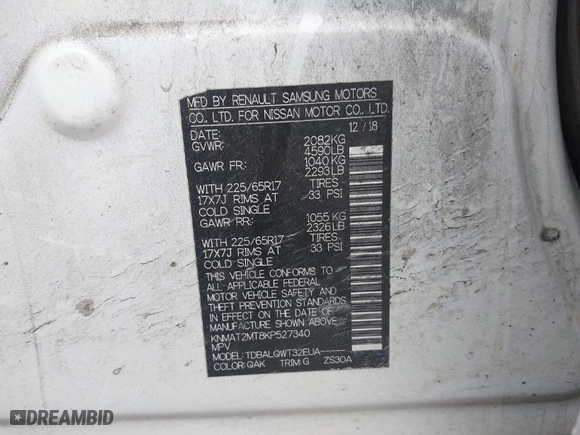 MFD BY RENAULT SAMSUNG MOTORS
CO., LTD. FOR NISSAN MOTOR CO., LTD.
DATE: 12/18
GVWR: 2082KG
4590LB
GAWR FR: 1040KG
2293LB
WITH 225/65R17 TIRES
17X7J RIMS AT 33 PSI
COLD SINGLE
GAWR RR: 1055 KG
2326LB
WITH 225/65R17 TIRES
17X7J RIMS AT 33 PSI
COLD SINGLE
THIS VEHICLE CONFORMS TO
ALL APPLICABLE FEDERAL
MOTOR VEHICLE SAFETY AND
THEFT PREVENTION STANDARDS
IN EFFECT ON THE DATE OF
MANUFACTURE SHOWN ABOVE.
KNMAT2MT8KP527340
MPV
MODEL: TDBALQWT32EUA
COLOR: QAK TRIM: G ZS30A
DREAMBID